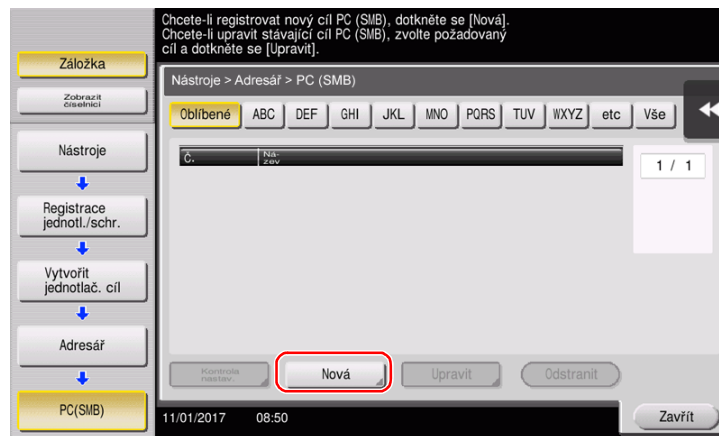 Chcete-li registrovat nový cíl PC (SMB), dotkněte se [Nová].
Chcete-li upravit stávající cíl PC (SMB), zvolte požadovaný
cíl a dotkněte se [Upravit].
Záložka
Zobrazit
číselníci
Nástroje
Registrace
jednotl./schr.
Vytvořit
jednotlač. cíl
Adresář
PC(SMB)
Nástroje > Adresář > PC (SMB)
Oblíbené ABC DEF GHI JKL MNO PQRS TUV WXYZ etc Vše
Č. Ná-
zev
1 / 1
Kontrola
nastav.
Nová Upravit Odstranit
11/01/2017 08:50 Zavřít